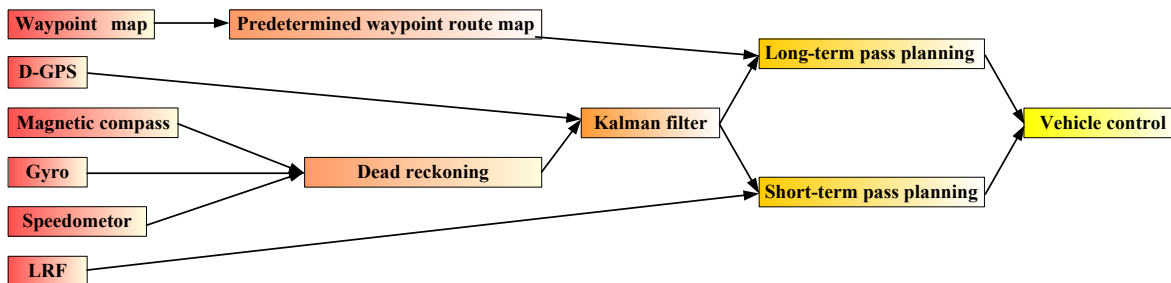 Waypoint map
Predetermined waypoint route map
D-GPS
Magnetic compass
Gyro
Speedometor
LRF
Dead reckoning
Kalman filter
Long-term pass planning
Short-term pass planning
Vehicle control